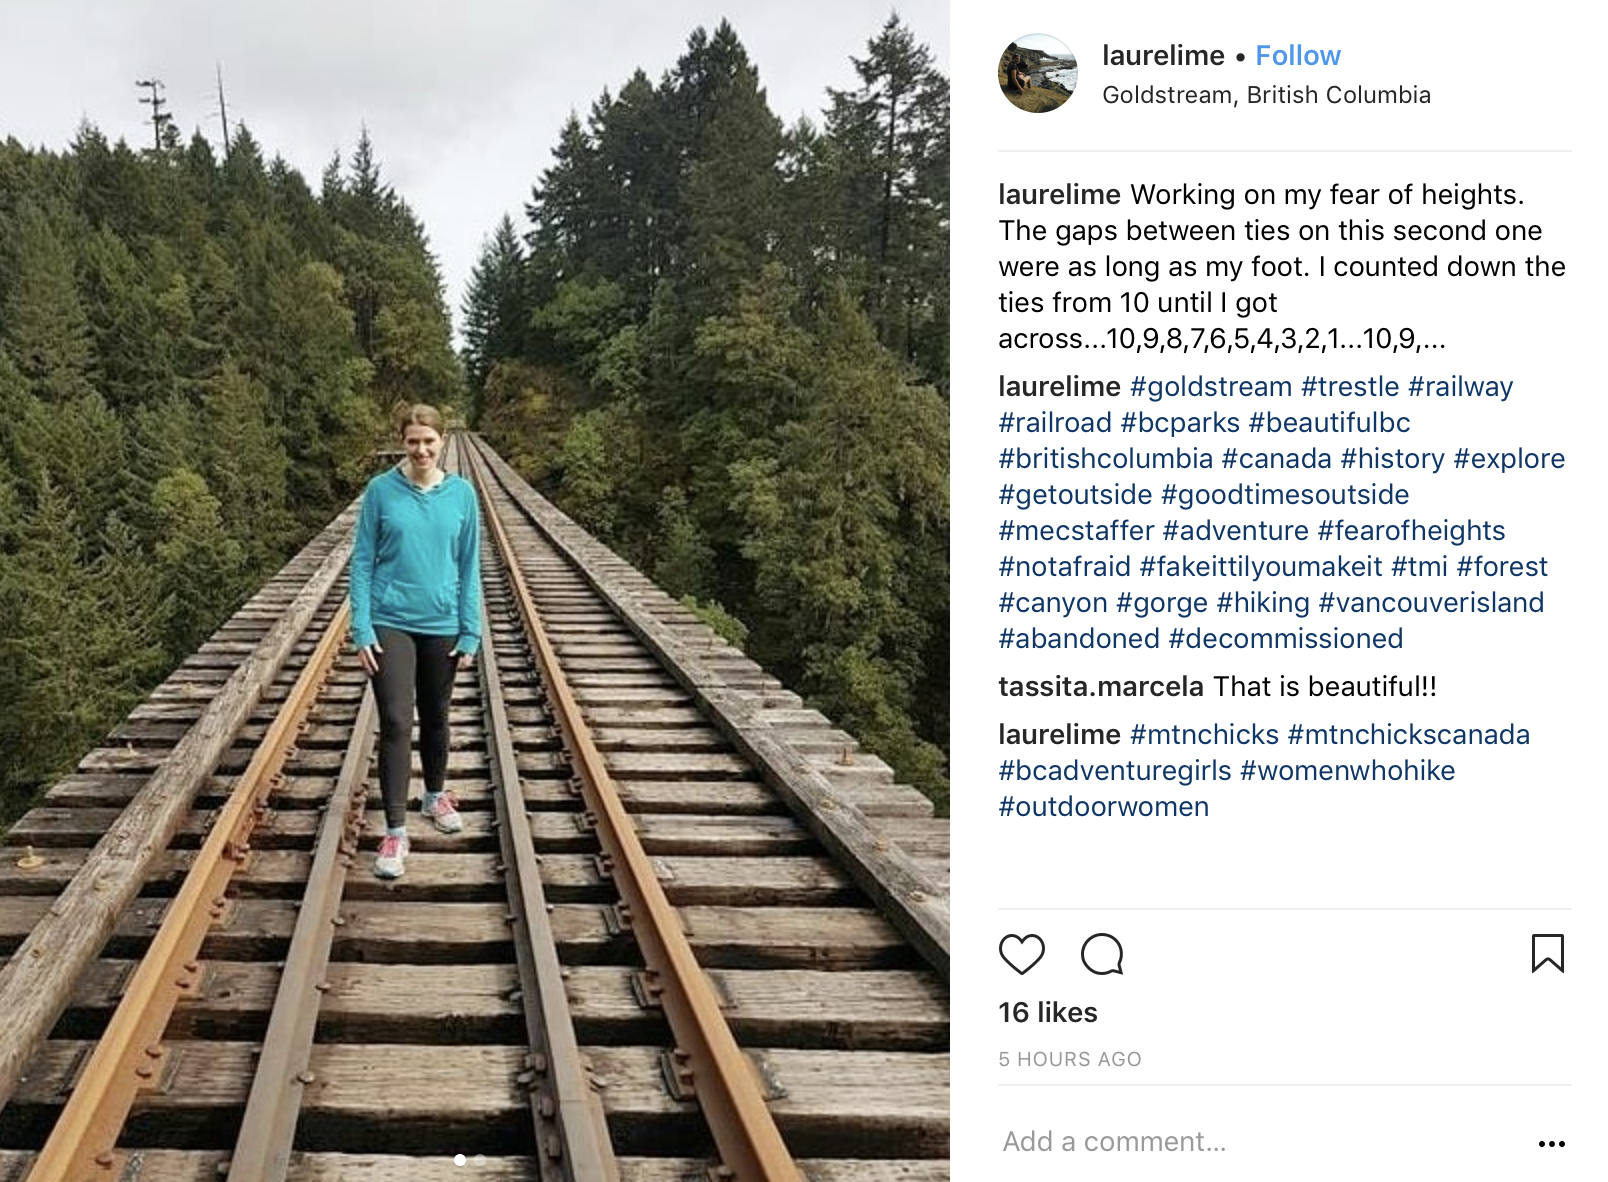 laurelime • Follow
Goldstream, British Columbia
laurelime Working on my fear of heights.
The gaps between ties on this second one
were as long as my foot. I counted down the
ties from 10 until I got
across...10,9,8,7,6,5,4,3,2,1...10,9,...
laurelime #goldstream #trestle #railway
#railroad #bcparks #beautifulbc
#britishcolumbia #canada #history #explore
#getoutside #goodtimesoutside
#mecstaffer #adventure #fearofheights
#notafraid #fakeittilyoumakeit #tmi #forest
#canyon #gorge #hiking #vancouverisland
#abandoned #decommissioned
tassita.marcela That is beautiful!!
laurelime #mtnchicks #mtnchickscanada
#bcadventuregirls #womenwhohike
#outdoorwomen
16 likes
5 HOURS AGO
Add a comment...